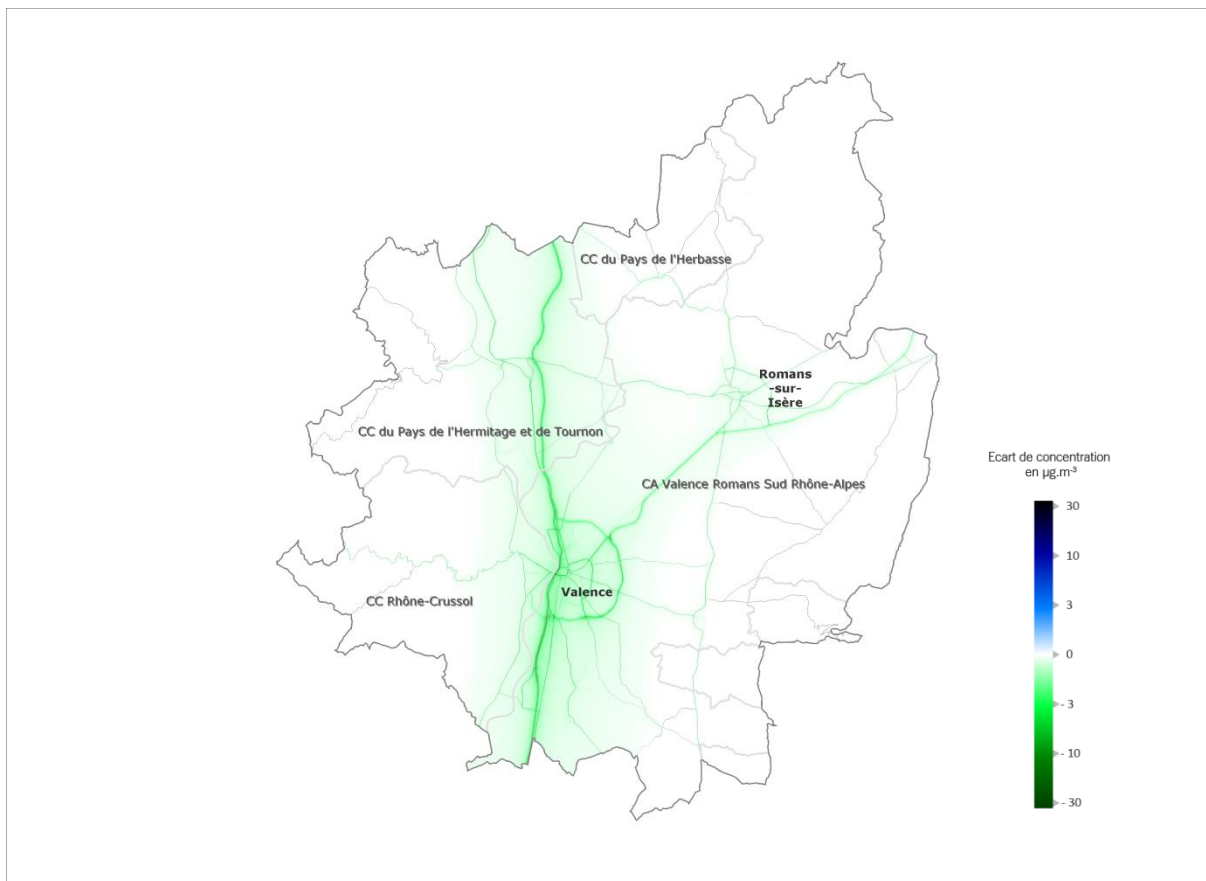 CC du Pays de l'Herbasse
Romans
-sur-
Isère
CC du Pays de l'Hermitage et de Tournon
CA Valence Romans Sud Rhône-Alpes
Valence
CC Rhône-Crussol
Ecart de concentration
en µg.m⁻³
30
10
3
0
- 3
- 10
- 30